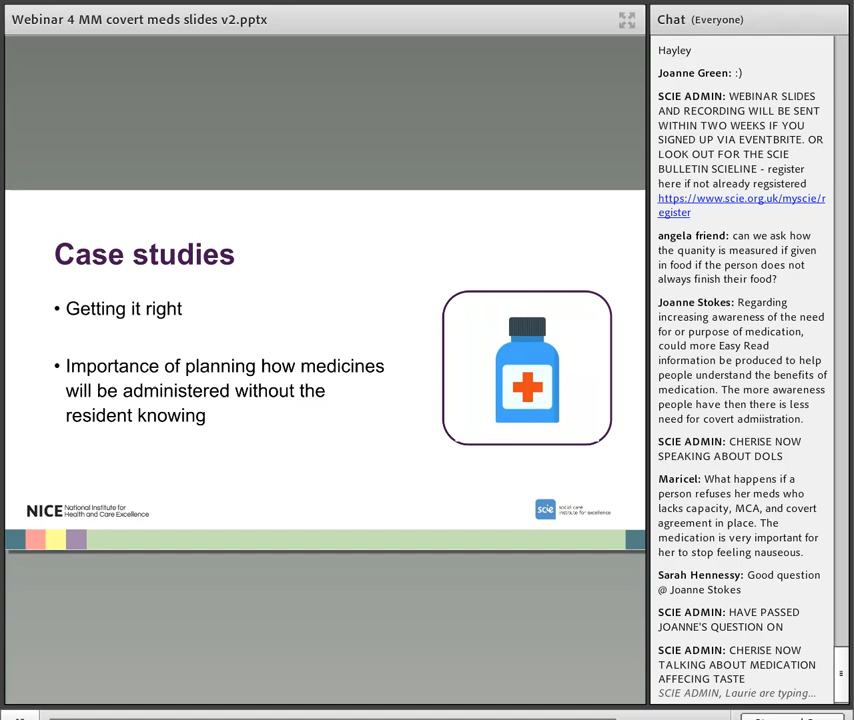 Webinar 4 MM covert meds slides v2.pptx
Case studies
• Getting it right
• Importance of planning how medicines
will be administered without the
resident knowing
NICE National Institute for
Health and Care Excellence
scie social care
institute for excellence
Chat (Everyone)
Hayley
Joanne Green: :)
SCIE ADMIN: WEBINAR SLIDES
AND RECORDING WILL BE SENT
WITHIN TWO WEEKS IF YOU
SIGNED UP VIA EVENTBRITE. OR
LOOK OUT FOR THE SCIE
BULLETIN SCIELINE - register
here if not already regsistered
https://www.scie.org.uk/myscie/r
egister
angela friend: can we ask how
the quanity is measured if given
in food if the person does not
always finish their food?
Joanne Stokes: Regarding
increasing awareness of the need
for or purpose of medication,
could more Easy Read
information be produced to help
people understand the benefits of
medication. The more awareness
people have then there is less
need for covert admiistration.
SCIE ADMIN: CHERISE NOW
SPEAKING ABOUT DOLS
Maricel: What happens if a
person refuses her meds who
lacks capacity, MCA, and covert
agreement in place. The
medication is very important for
her to stop feeling nauseous.
Sarah Hennessy: Good question
@ Joanne Stokes
SCIE ADMIN: HAVE PASSED
JOANNE'S QUESTION ON
SCIE ADMIN: CHERISE NOW
TALKING ABOUT MEDICATION
AFFECING TASTE
SCIE ADMIN, Laurie are typing...